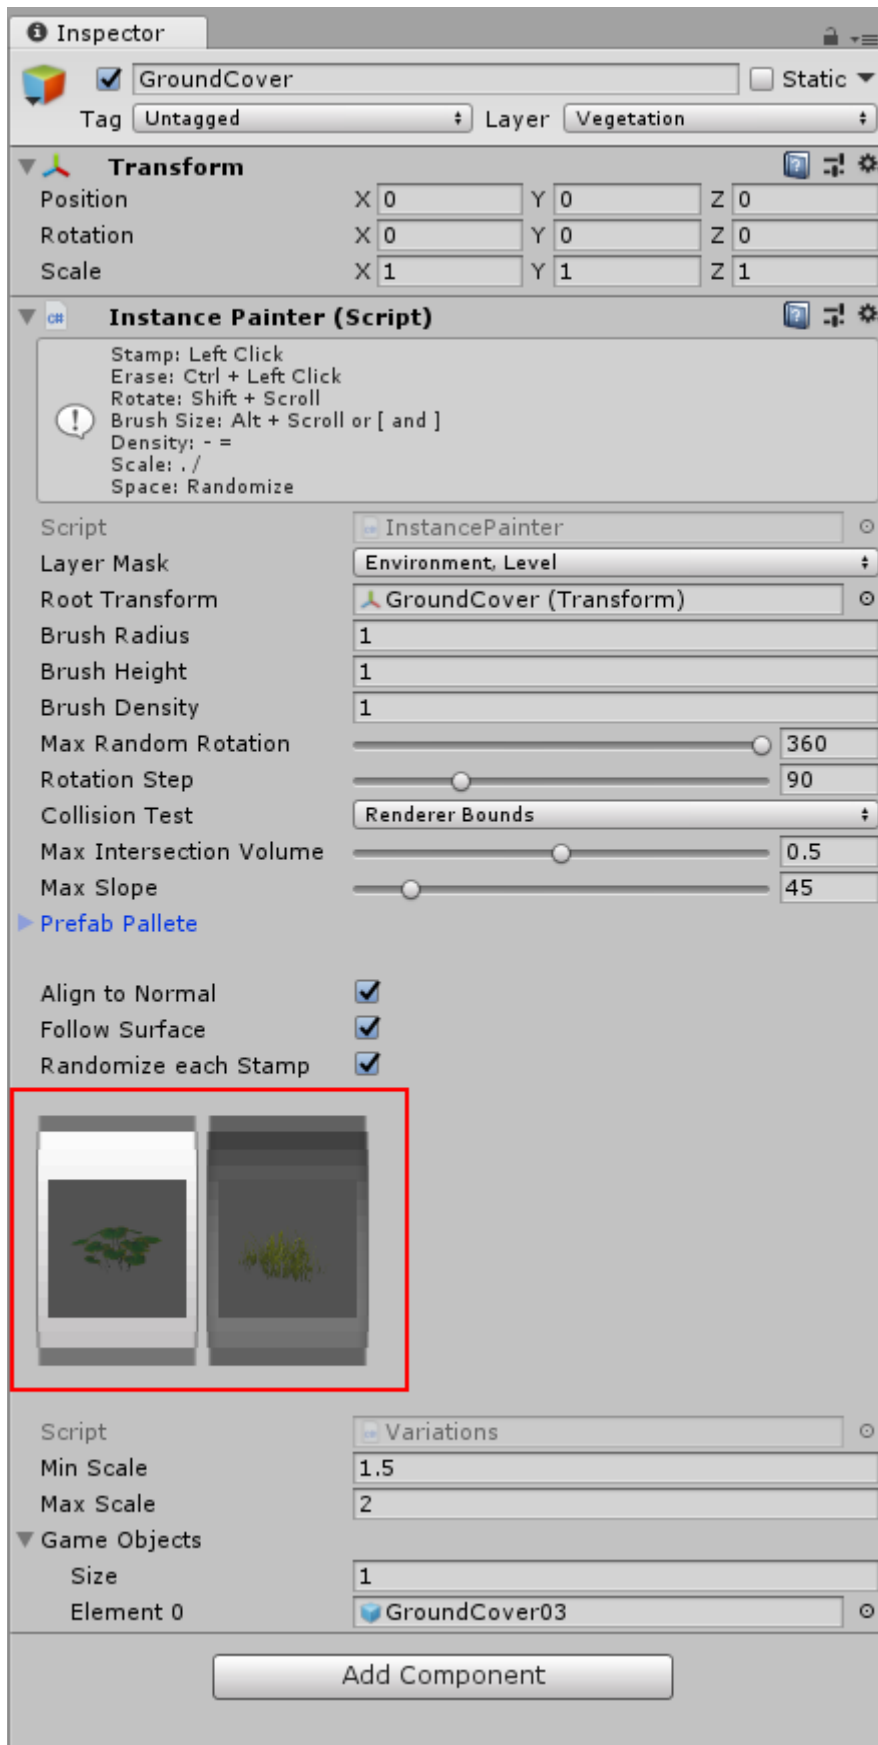 Inspector
GroundCover Static
Tag Untagged Layer Vegetation
Transform
Position X 0 Y 0 Z 0
Rotation X 0 Y 0 Z 0
Scale X 1 Y 1 Z 1
C# Instance Painter (Script)
Stamp: Left Click
Erase: Ctrl + Left Click
Rotate: Shift + Scroll
Brush Size: Alt + Scroll or [ and ]
Density: - =
Scale: . /
Space: Randomize
Script InstancePainter
Layer Mask Environment, Level
Root Transform GroundCover (Transform)
Brush Radius 1
Brush Height 1
Brush Density 1
Max Random Rotation 360
Rotation Step 90
Collision Test Renderer Bounds
Max Intersection Volume 0.5
Max Slope 45
Prefab Pallete
Align to Normal
Follow Surface
Randomize each Stamp
Script Variations
Min Scale 1.5
Max Scale 2
Game Objects
Size 1
Element 0 GroundCover03
Add Component